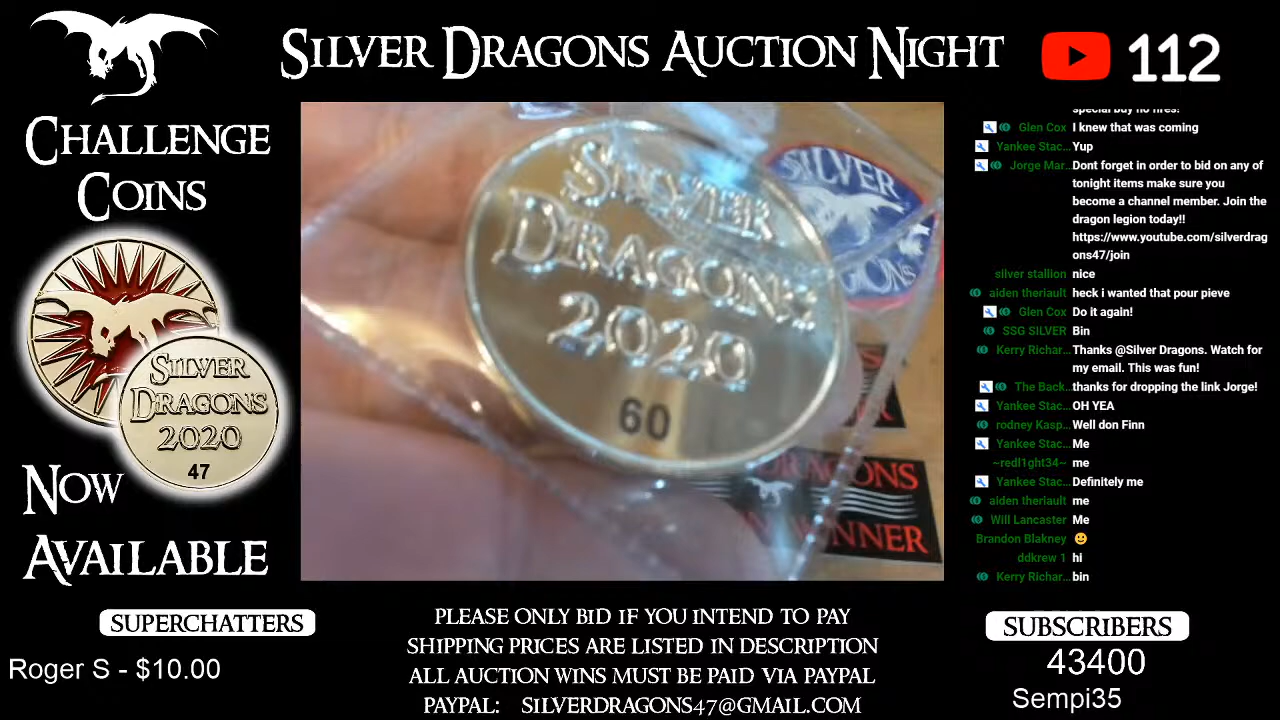 SILVER DRAGONS AUCTION NIGHT
112
CHALLENGE
COINS
SILVER
DRAGONS
2020
47
NOW
AVAILABLE
SILVER
DRAGONS
2020
60
SILVER
DRAGONS
DRAGONS
WINNER
special buy no fires!
Glen Cox I knew that was coming
Yankee Stac... Yup
Jorge Mar... Dont forget in order to bid on any of
tonight items make sure you
become a channel member. Join the
dragon legion today!!
https://www.youtube.com/silverdrag
ons47/join
silver stallion nice
aiden theriault heck i wanted that pour pieve
Glen Cox Do it again!
SSG SILVER Bin
Kerry Richar... Thanks @Silver Dragons. Watch for
my email. This was fun!
The Back... thanks for dropping the link Jorge!
Yankee Stac... OH YEA
rodney Kasp... Well don Finn
Yankee Stac... Me
~redl1ght34~ me
Yankee Stac... Definitely me
aiden theriault me
Will Lancaster Me
Brandon Blakney
ddkrew 1 hi
Kerry Richar... bin
SUPERCHATTERS
Roger S - $10.00
PLEASE ONLY BID IF YOU INTEND TO PAY
SHIPPING PRICES ARE LISTED IN DESCRIPTION
ALL AUCTION WINS MUST BE PAID VIA PAYPAL
PAYPAL: SILVERDRAGONS47@GMAIL.COM
SUBSCRIBERS
43400
Sempi35